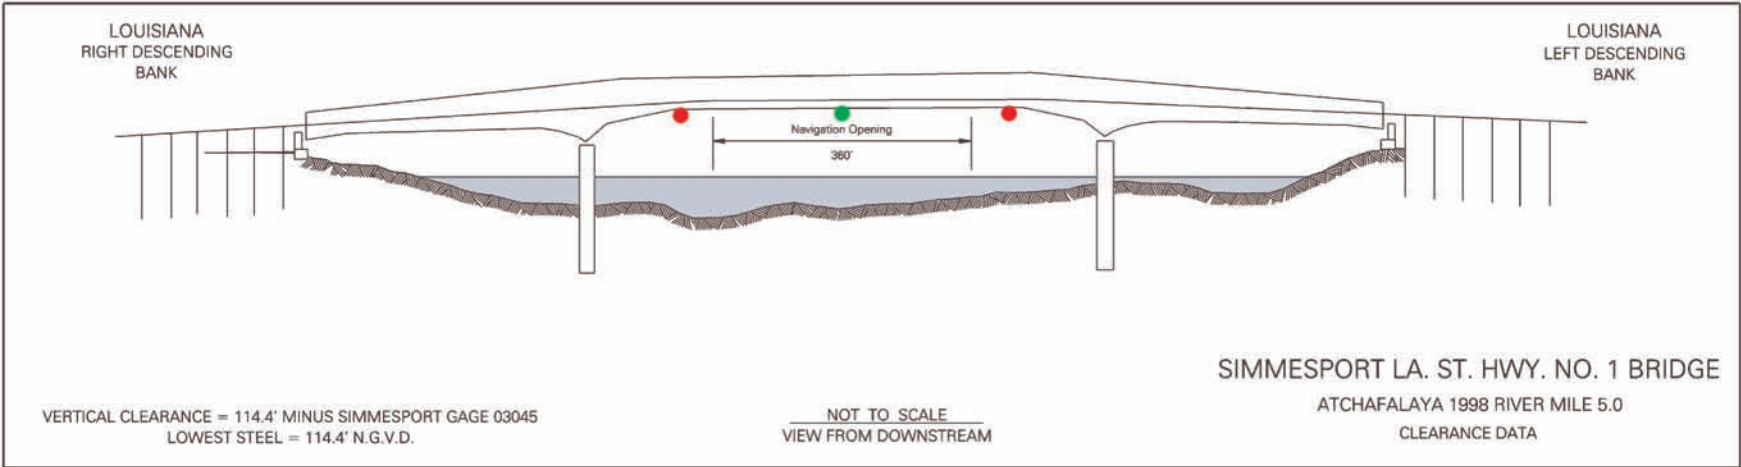 LOUISIANA
RIGHT DESCENDING
BANK
LOUISIANA
LEFT DESCENDING
BANK
Navigation Opening
360'
SIMMESPORT LA. ST. HWY. NO. 1 BRIDGE
ATCHAFALAYA 1998 RIVER MILE 5.0
CLEARANCE DATA
VERTICAL CLEARANCE = 114.4' MINUS SIMMESPORT GAGE 03045
LOWEST STEEL = 114.4' N.G.V.D.
NOT TO SCALE
VIEW FROM DOWNSTREAM